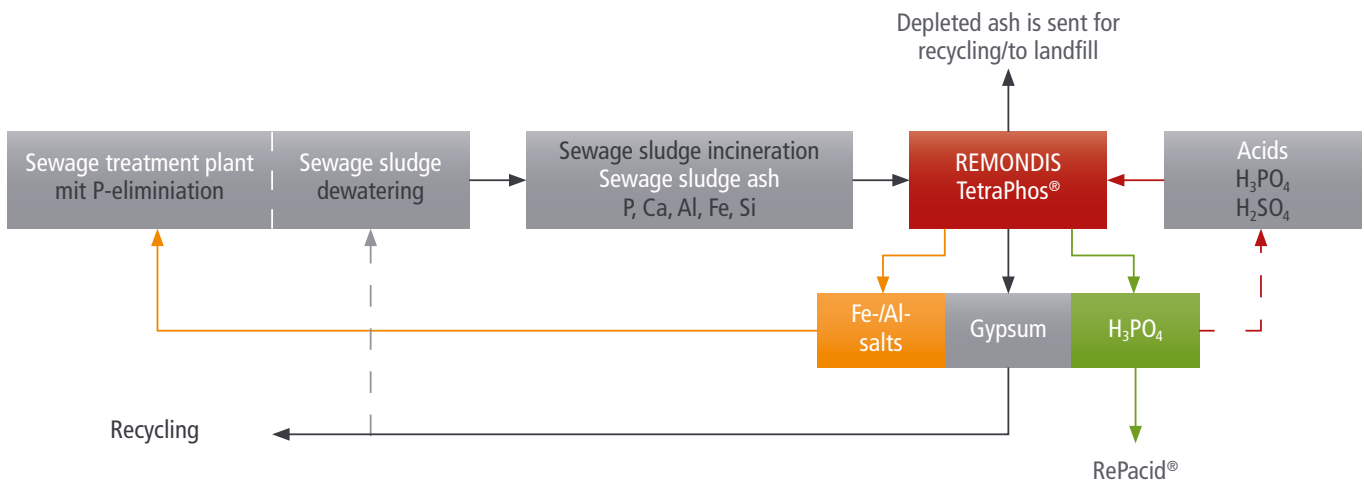 Depleted ash is sent for
recycling/to landfill
Sewage treatment plant
mit P-eliminiation
Sewage sludge
dewatering
Sewage sludge incineration
Sewage sludge ash
P, Ca, Al, Fe, Si
REMONDIS
TetraPhos®
Acids
H₃PO₄
H₂SO₄
Fe-/Al-
salts
Gypsum
H₃PO₄
Recycling
RePacid®